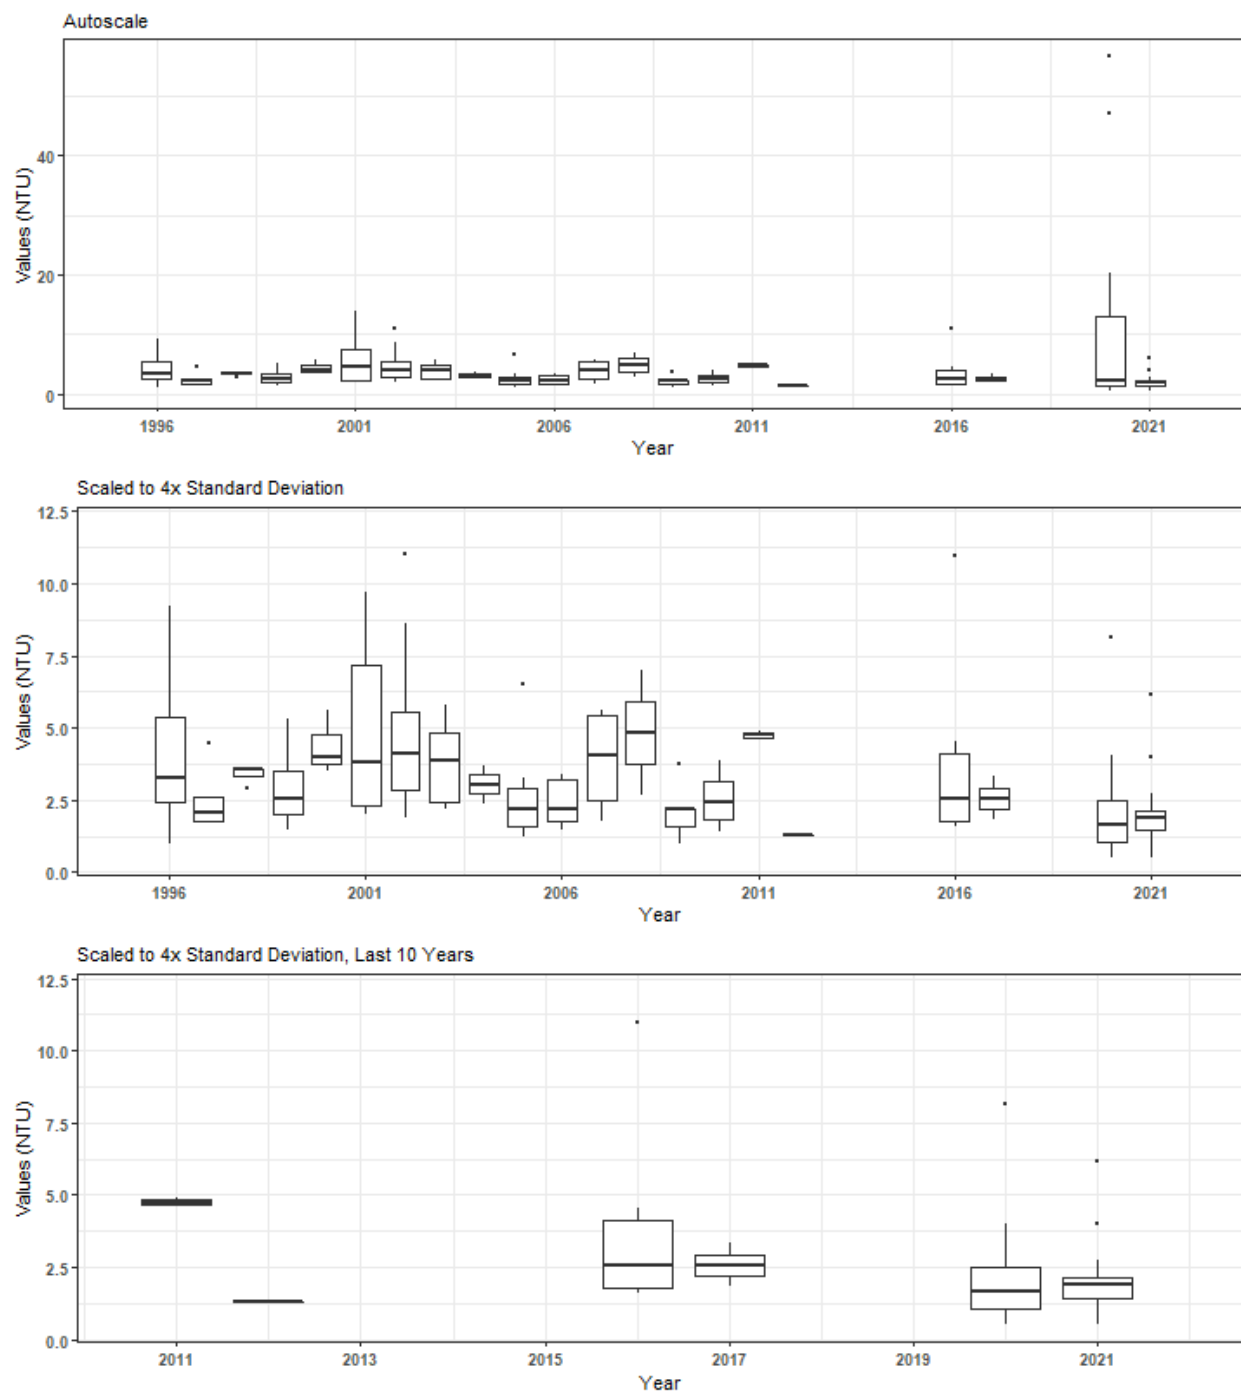 Autoscale
Values (NTU)
40
20
0
1996 2001 2006 2011 2016 2021
Year
Scaled to 4x Standard Deviation
Values (NTU)
12.5
10.0
7.5
5.0
2.5
0.0
1996 2001 2006 2011 2016 2021
Year
Scaled to 4x Standard Deviation, Last 10 Years
Values (NTU)
12.5
10.0
7.5
5.0
2.5
0.0
2011 2013 2015 2017 2019 2021
Year